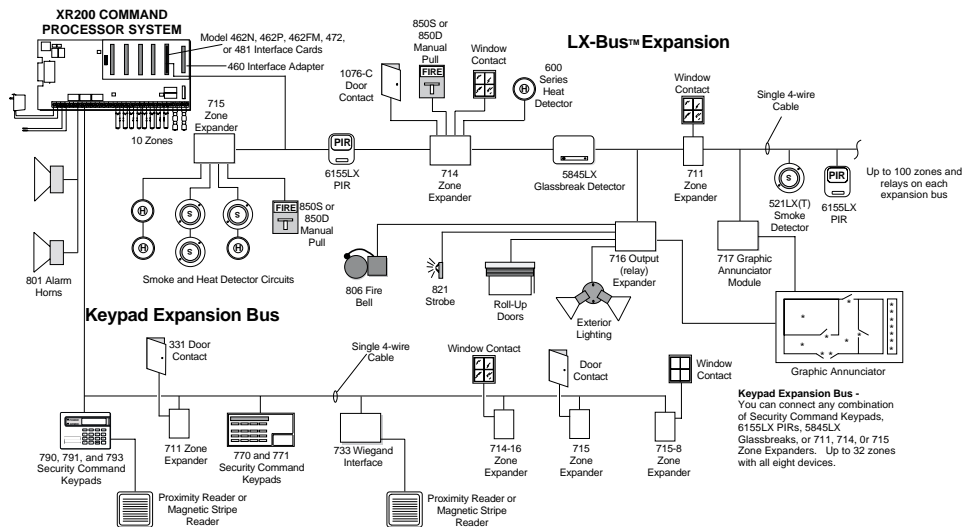 XR200 COMMAND
PROCESSOR SYSTEM
Model 462N, 462P, 462FM, 472,
or 481 Interface Cards
460 Interface Adapter
10 Zones
LX-Bus™ Expansion
715
Zone
Expander
PIR
6155LX
PIR
1076-C
Door
Contact
850S or
850D
Manual
Pull
FIRE
Window
Contact
600
Series
Heat
Detector
H
714
Zone
Expander
5845LX
Glassbreak Detector
Window
Contact
711
Zone
Expander
Single 4-wire
Cable
S
521LX(T)
Smoke
Detector
PIR
6155LX
PIR
Up to 100 zones and
relays on each
expansion bus
801 Alarm
Horns
H
H
S
S
S
H
FIRE
850S or
850D
Manual
Pull
Smoke and Heat Detector Circuits
806 Fire
Bell
821
Strobe
Roll-Up
Doors
Exterior
Lighting
716 Output
(relay)
Expander
717 Graphic
Annunciator
Module
Graphic Annunciator
Keypad Expansion Bus
331 Door
Contact
Single 4-wire
Cable
Window Contact
Door
Contact
Window
Contact
790, 791, and 793
Security Command
Keypads
711 Zone
Expander
770 and 771
Security Command
Keypads
733 Wiegand
Interface
714-16
Zone
Expander
715
Zone
Expander
715-8
Zone
Expander
Proximity Reader or
Magnetic Stripe
Reader
Proximity Reader or
Magnetic Stripe
Reader
Keypad Expansion Bus -
You can connect any combination
of Security Command Keypads,
6155LX PIRs, 5845LX
Glassbreaks, or 711, 714, 0r 715
Zone Expanders. Up to 32 zones
with all eight devices.